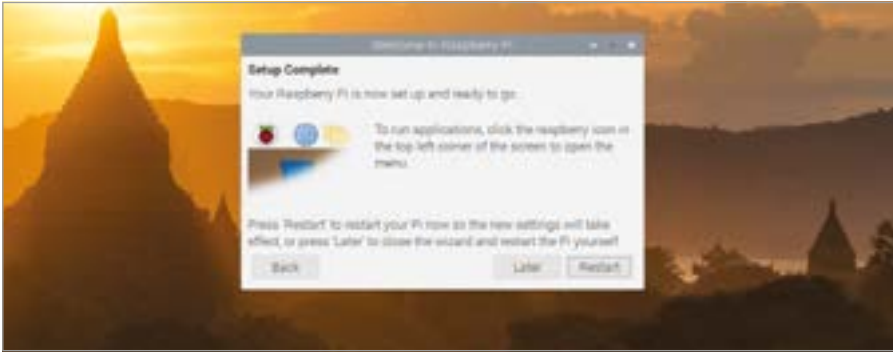 Welcome to Raspberry Pi
Setup Complete
Your Raspberry Pi is now set up and ready to go.
To run applications, click the raspberry icon in
the top left corner of the screen to open the
menu.
Press 'Restart' to restart your Pi now so the new settings will take
effect, or press 'Later' to close the wizard and restart the Pi yourself
Back
Later
Restart